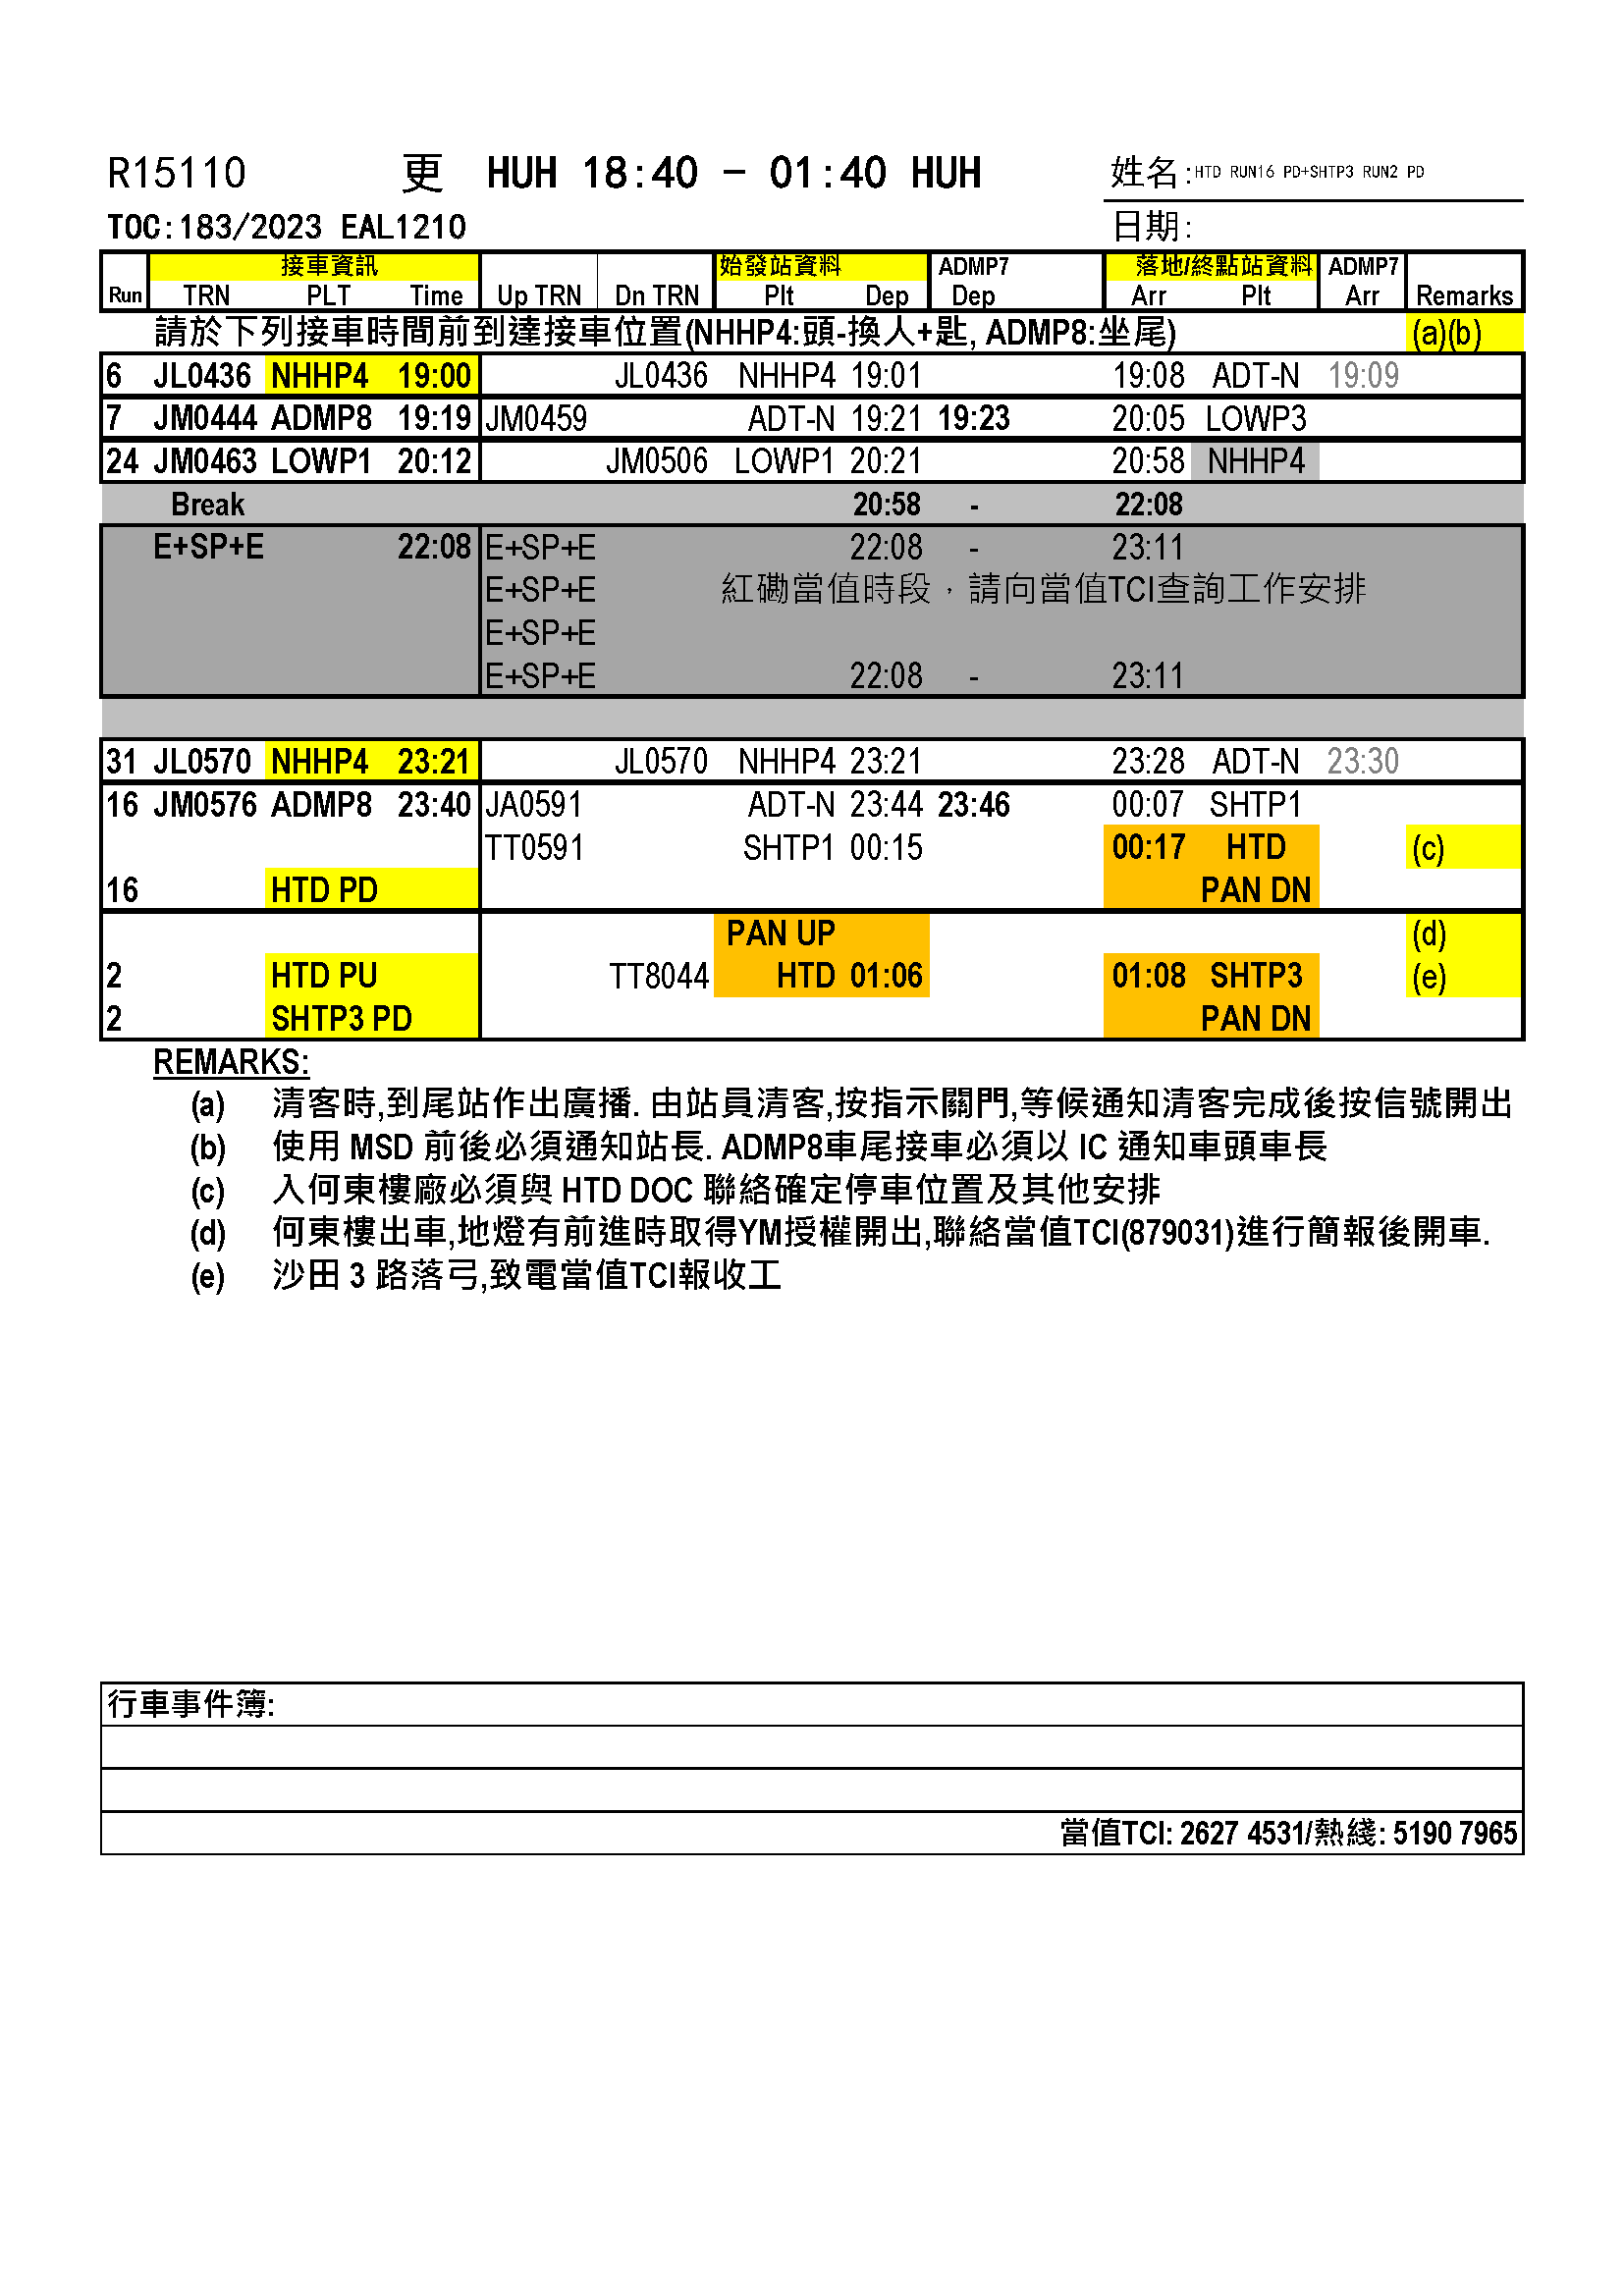 R15110 更 HUH 18:40 - 01:40 HUH 姓名:HTD RUN16 PD+SHTP3 RUN2 PD
TOC:183/2023 EAL1210 日期:
接車資訊 始發站資料 ADMP7 落地/終點站資料 ADMP7
Run TRN PLT Time Up TRN Dn TRN Plt Dep Dep Arr Plt Arr Remarks
請於下列接車時間前到達接車位置(NHHP4:頭-換人+匙, ADMP8:坐尾) (a)(b)
6 JL0436 NHHP4 19:00 JL0436 NHHP4 19:01 19:08 ADT-N 19:09
7 JM0444 ADMP8 19:19 JM0459 ADT-N 19:21 19:23 20:05 LOWP3
24 JM0463 LOWP1 20:12 JM0506 LOWP1 20:21 20:58 NHHP4
Break 20:58 - 22:08
E+SP+E 22:08 E+SP+E 22:08 - 23:11
E+SP+E 紅磡當值時段，請向當值TCI查詢工作安排
E+SP+E
E+SP+E 22:08 - 23:11
31 JL0570 NHHP4 23:21 JL0570 NHHP4 23:21 23:28 ADT-N 23:30
16 JM0576 ADMP8 23:40 JA0591 ADT-N 23:44 23:46 00:07 SHTP1
TT0591 SHTP1 00:15 00:17 HTD (c)
16 HTD PD PAN DN
PAN UP (d)
2 HTD PU TT8044 HTD 01:06 01:08 SHTP3 (e)
2 SHTP3 PD PAN DN
REMARKS:
(a) 清客時,到尾站作出廣播. 由站員清客,按指示關門,等候通知清客完成後按信號開出
(b) 使用 MSD 前後必須通知站長. ADMP8車尾接車必須以 IC 通知車頭車長
(c) 入何東樓廠必須與 HTD DOC 聯絡確定停車位置及其他安排
(d) 何東樓出車,地燈有前進時取得YM授權開出,聯絡當值TCI(879031)進行簡報後開車.
(e) 沙田 3 路落弓,致電當值TCI報收工
行車事件簿:
當值TCI: 2627 4531/熱綫: 5190 7965